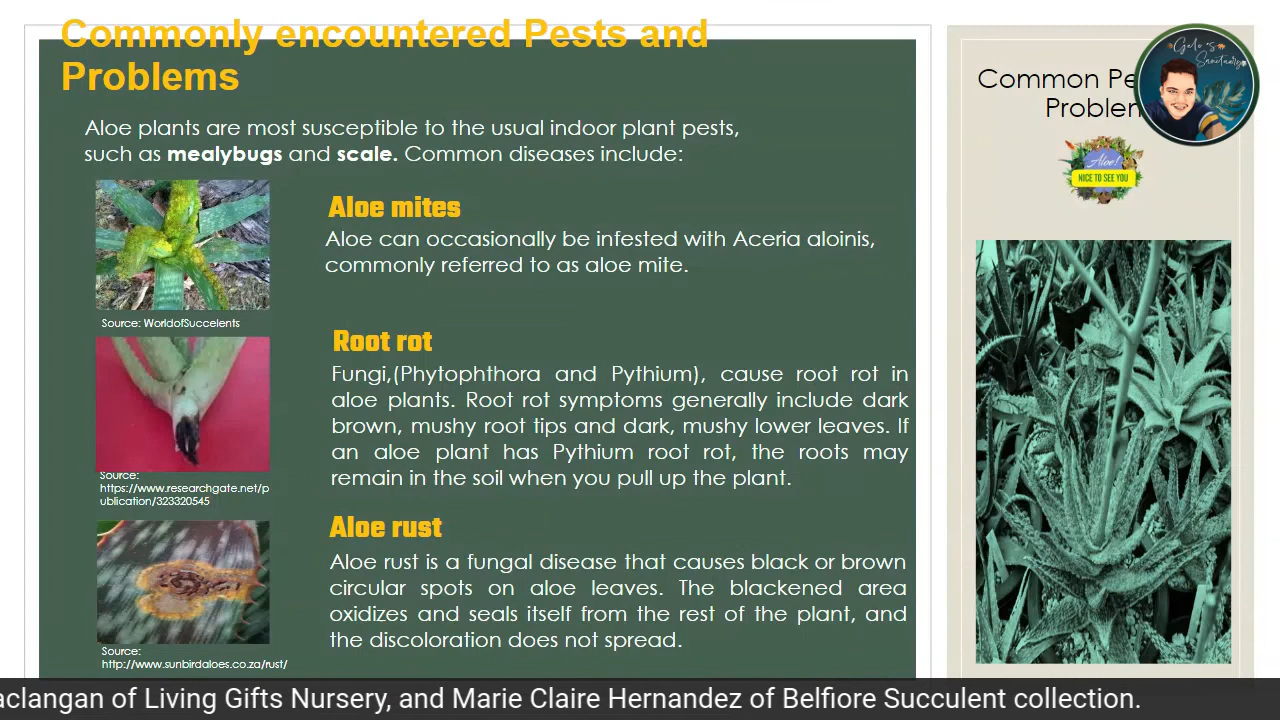 Commonly encountered Pests and
Problems
Aloe plants are most susceptible to the usual indoor plant pests,
such as mealybugs and scale. Common diseases include:
Aloe mites
Aloe can occasionally be infested with Aceria aloinis,
commonly referred to as aloe mite.
Source: WorldofSuccelents
Root rot
Fungi,(Phytophthora and Pythium), cause root rot in
aloe plants. Root rot symptoms generally include dark
brown, mushy root tips and dark, mushy lower leaves. If
an aloe plant has Pythium root rot, the roots may
remain in the soil when you pull up the plant.
Source:
https://www.researchgate.net/p
ublication/323320545
Aloe rust
Aloe rust is a fungal disease that causes black or brown
circular spots on aloe leaves. The blackened area
oxidizes and seals itself from the rest of the plant, and
the discoloration does not spread.
Source:
http://www.sunbirdaloes.co.za/rust/
Common Pe
Problem
Gelo's
Sanctuary
Aloe!
NICE TO SEE YOU
aclangan of Living Gifts Nursery, and Marie Claire Hernandez of Belfiore Succulent collection.